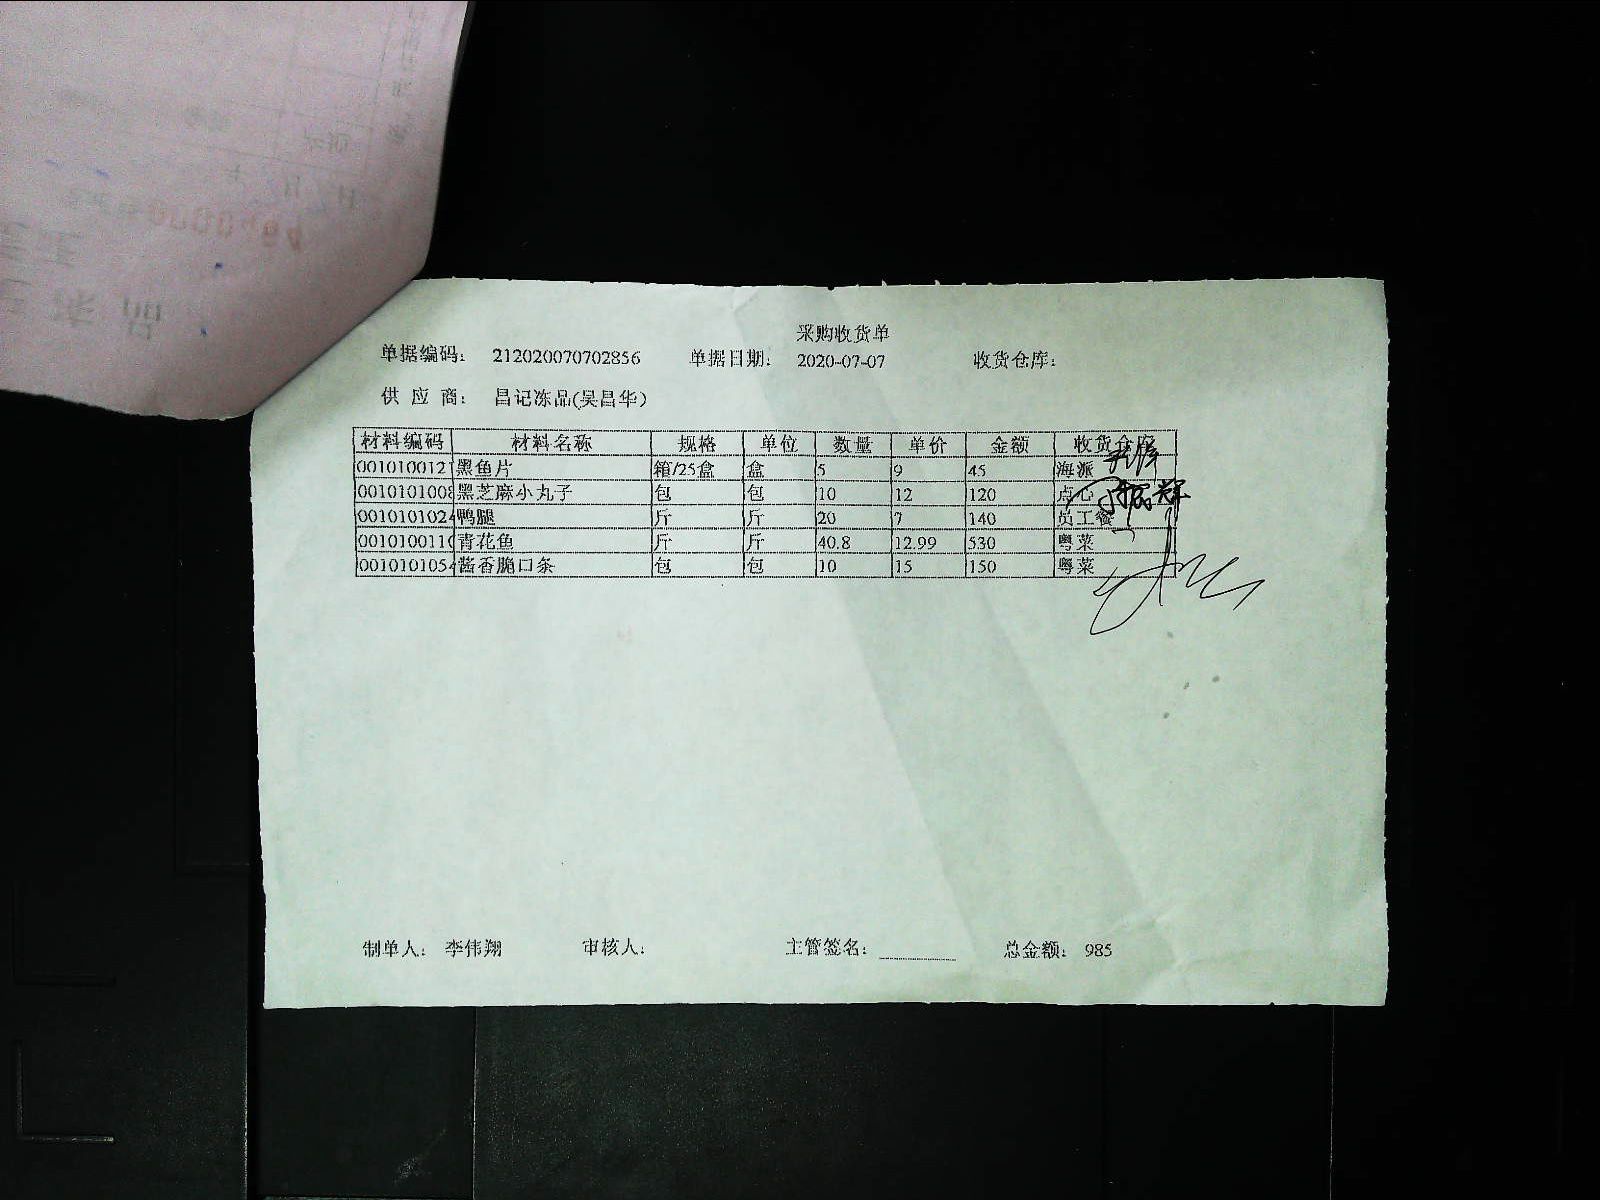 采购收货单
单据编码： 212020070702856 单据日期： 2020-07-07 收货仓库：
供应商： 昌记冻品(吴昌华)
材料编码 材料名称 规格 单位 数量 单价 金额 收货仓库
001010012 黑鱼片 箱/25盒 盒 5 9 45 海派
0010101008 黑芝麻小丸子 包 包 10 12 120 点心
0010101024 鸭腿 斤 斤 20 7 140 员工餐
001010011 青花鱼 斤 斤 40.8 12.99 530 粤菜
0010101054 酱香脆口条 包 包 10 15 150 粤菜
制单人： 李伟翔 审核人： 主管签名： 总金额： 985